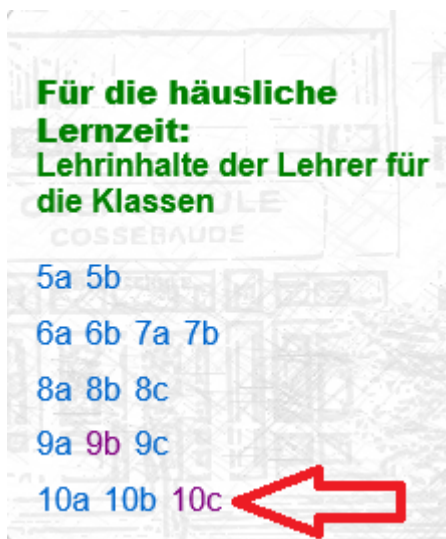 Für die häusliche
Lernzeit:
Lehrinhalte der Lehrer für
die Klassen
COSSEBAUDE
5a 5b
6a 6b 7a 7b
8a 8b 8c
9a 9b 9c
10a 10b 10c